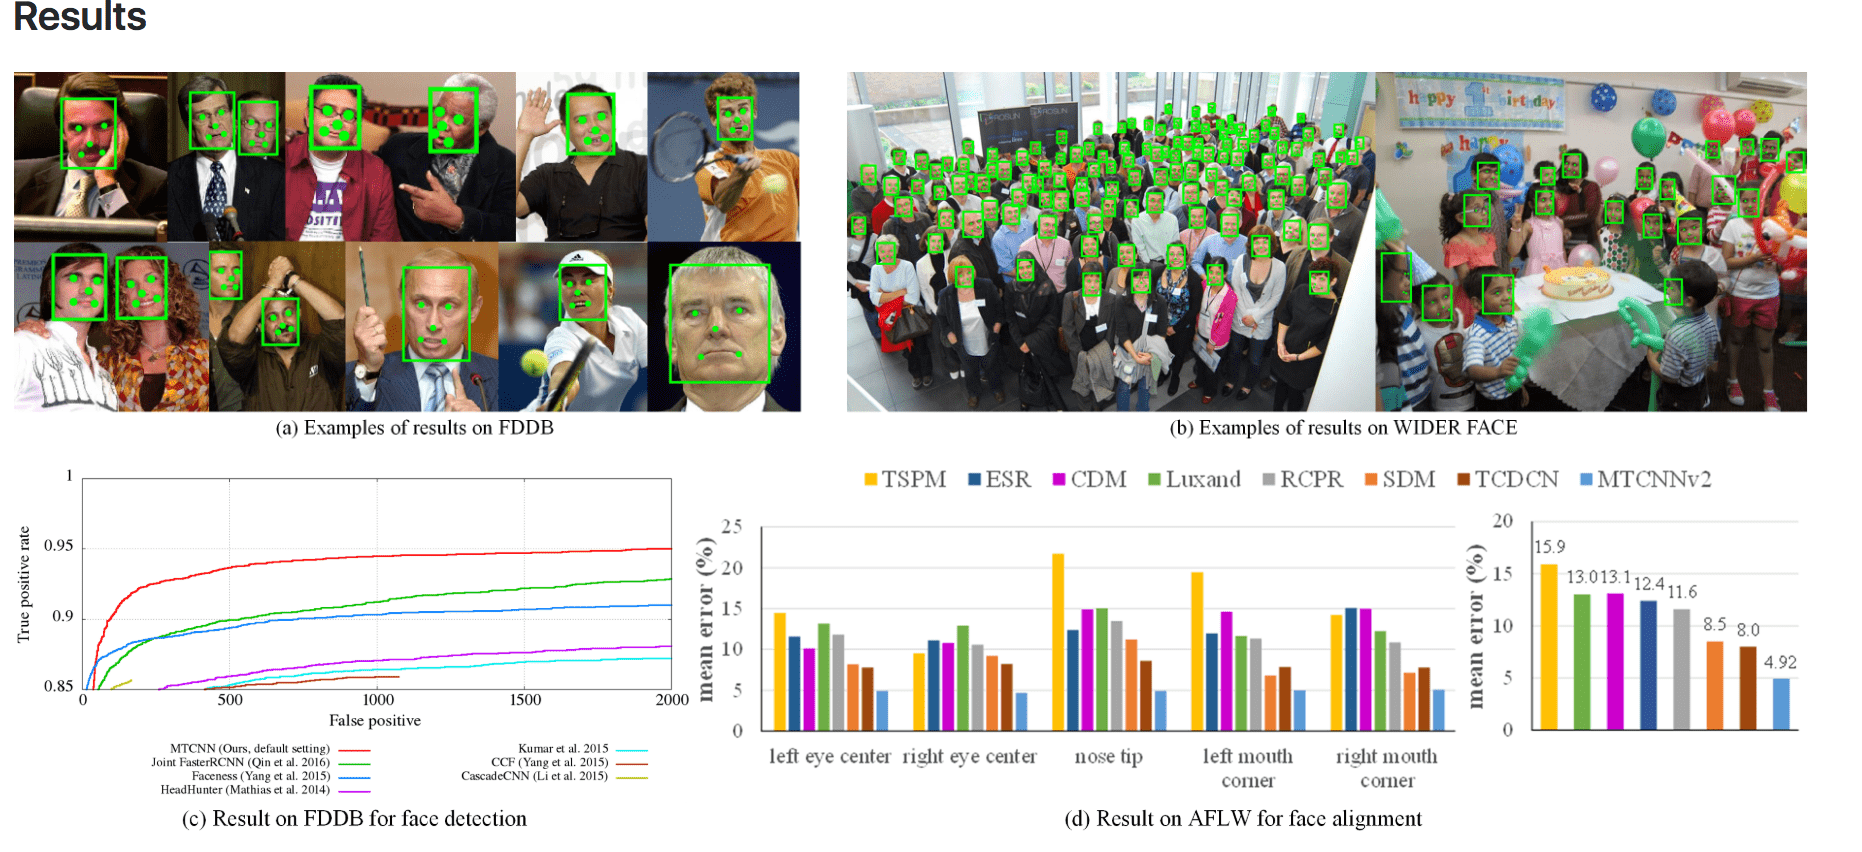 Results
happy 1st birthday
happy
(a) Examples of results on FDDB
(b) Examples of results on WIDER FACE
1
0.95
0.9
0.85
True positive rate
0
500
1000
1500
2000
False positive
MTCNN (Ours, default setting)
Joint FasterRCNN (Qin et al. 2016)
Faceness (Yang et al. 2015)
HeadHunter (Mathias et al. 2014)
Kumar et al. 2015
CCF (Yang et al. 2015)
CascadeCNN (Li et al. 2015)
(c) Result on FDDB for face detection
TSPM ESR CDM Luxand RCPR SDM TCDCN MTCNNv2
mean error (%)
25
20
15
10
5
0
left eye center
right eye center
nose tip
left mouth
corner
right mouth
corner
mean error (%)
20
15
10
5
0
15.9
13.0
13.1
12.4
11.6
8.5
8.0
4.92
(d) Result on AFLW for face alignment